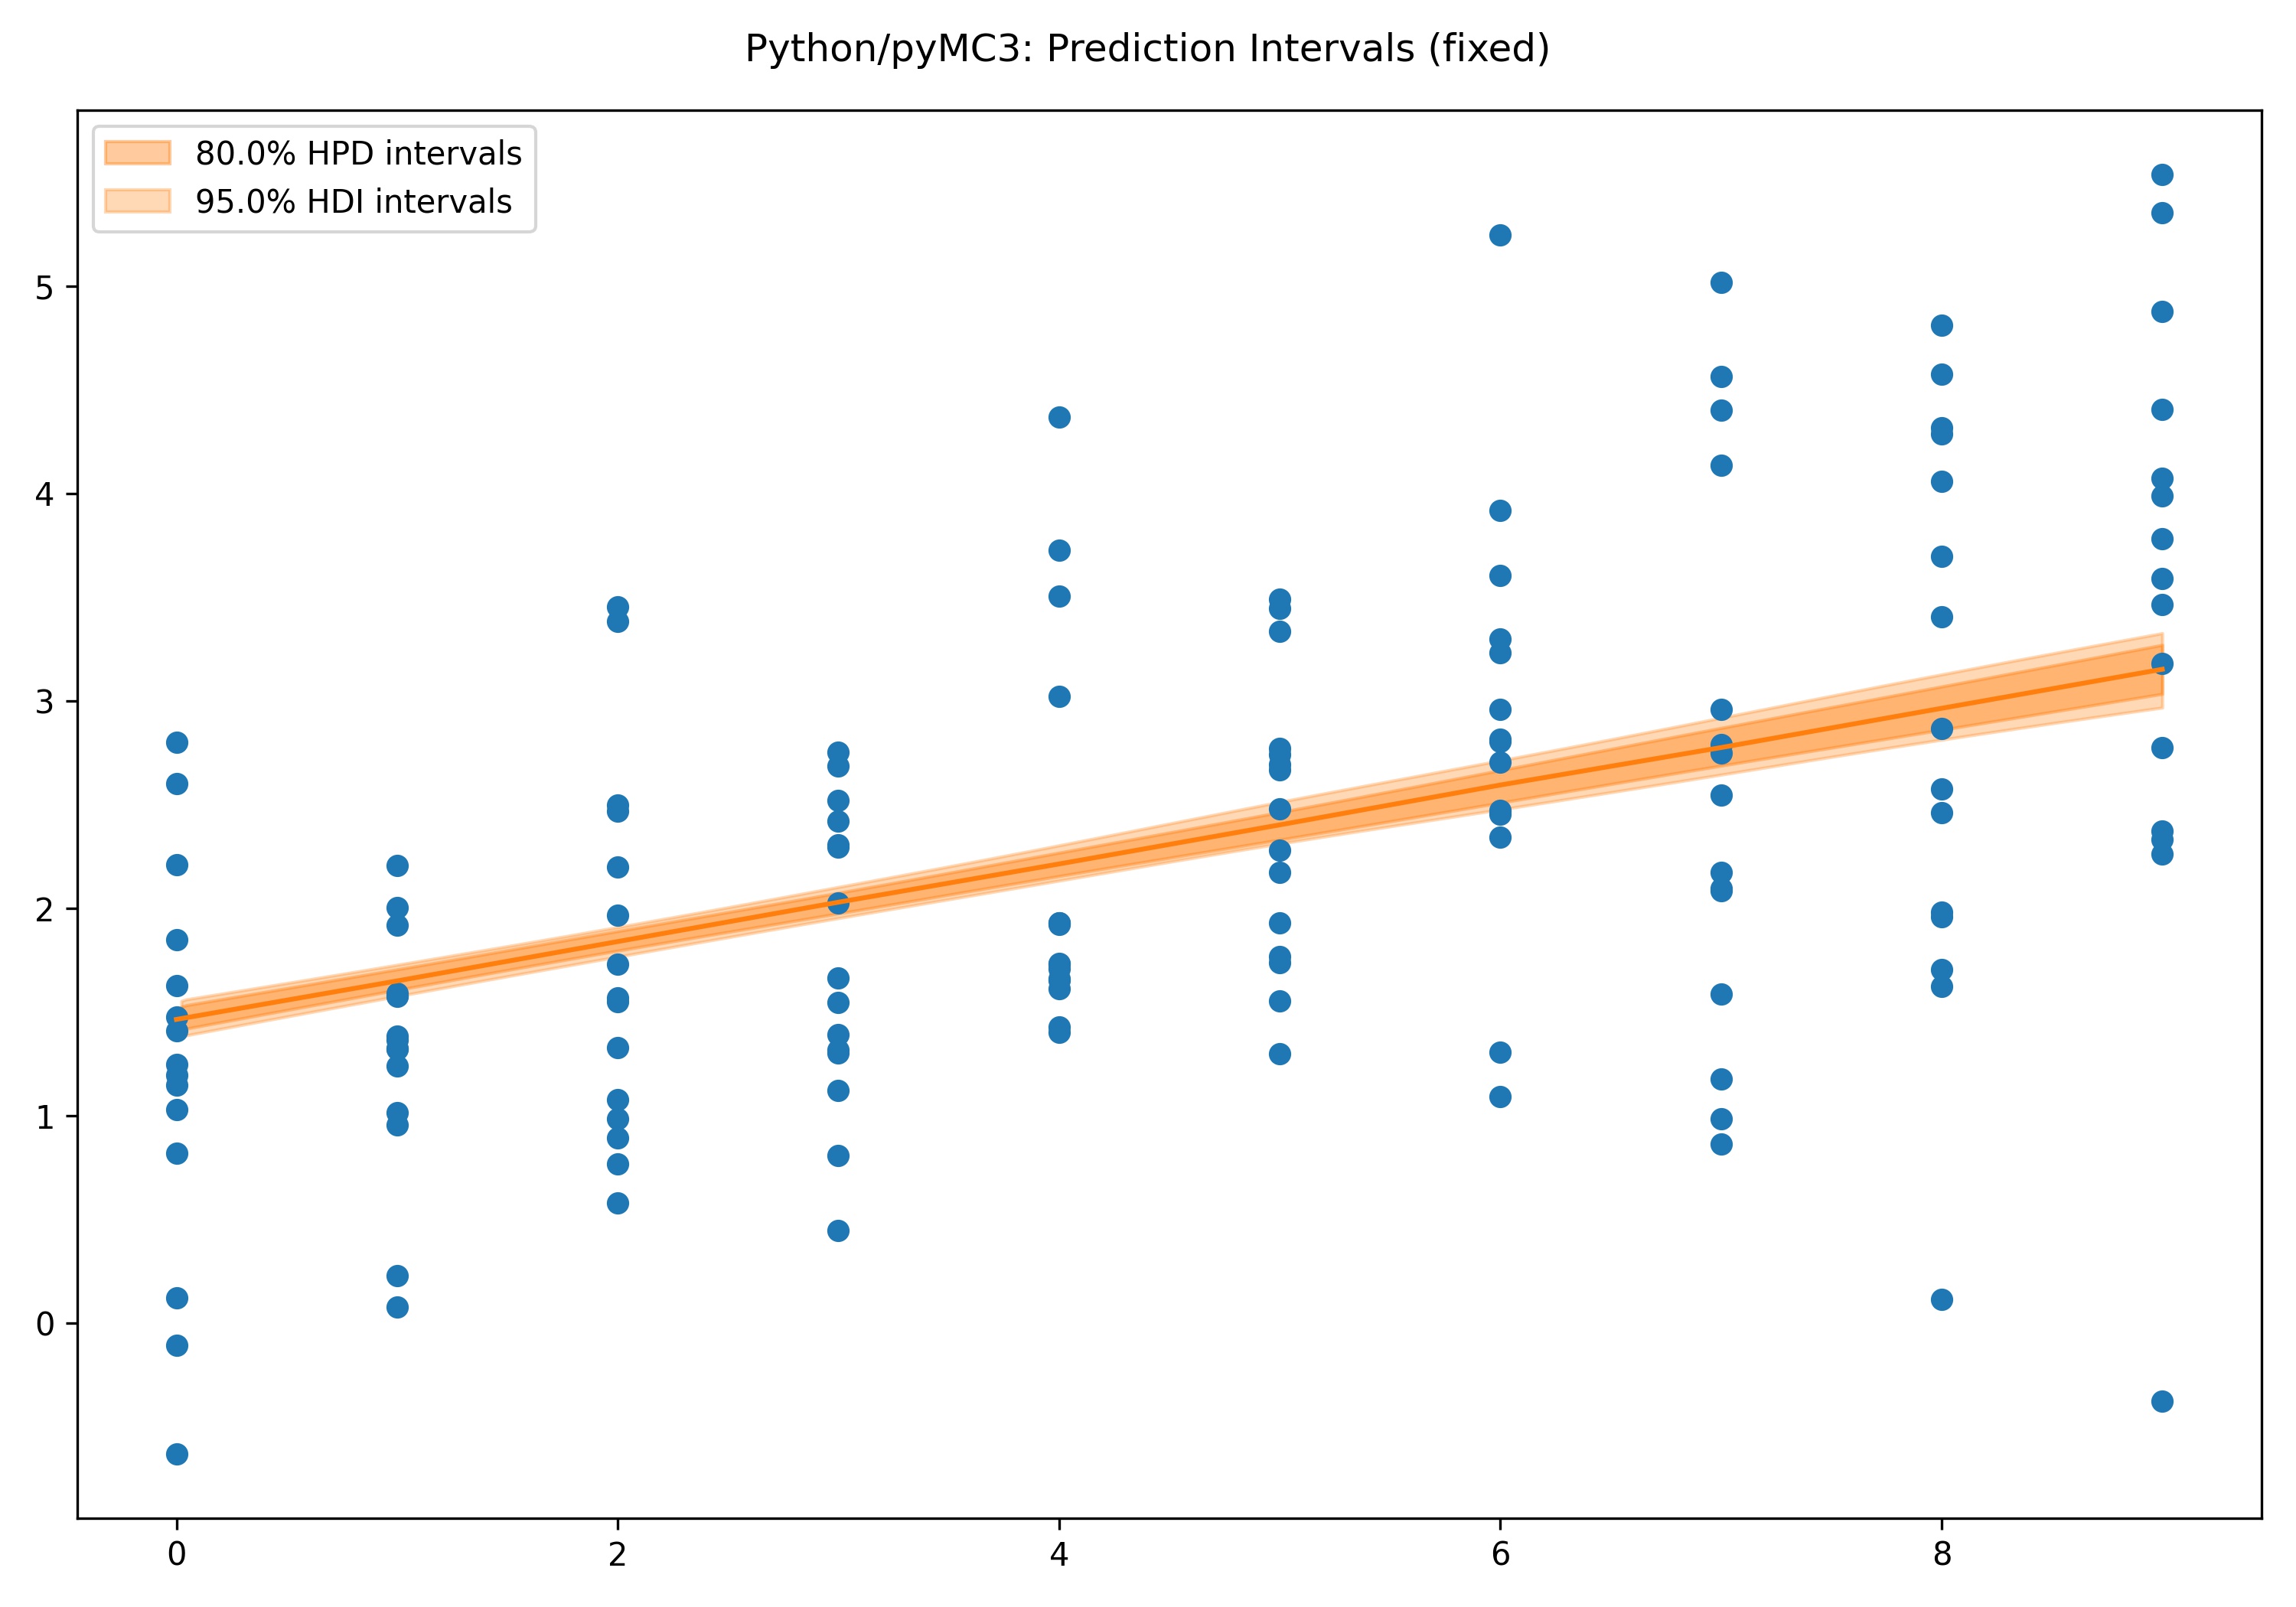 Python/pyMC3: Prediction Intervals (fixed)
80.0% HPD intervals
95.0% HDI intervals
5
4
3
2
1
0
0 2 4 6 8